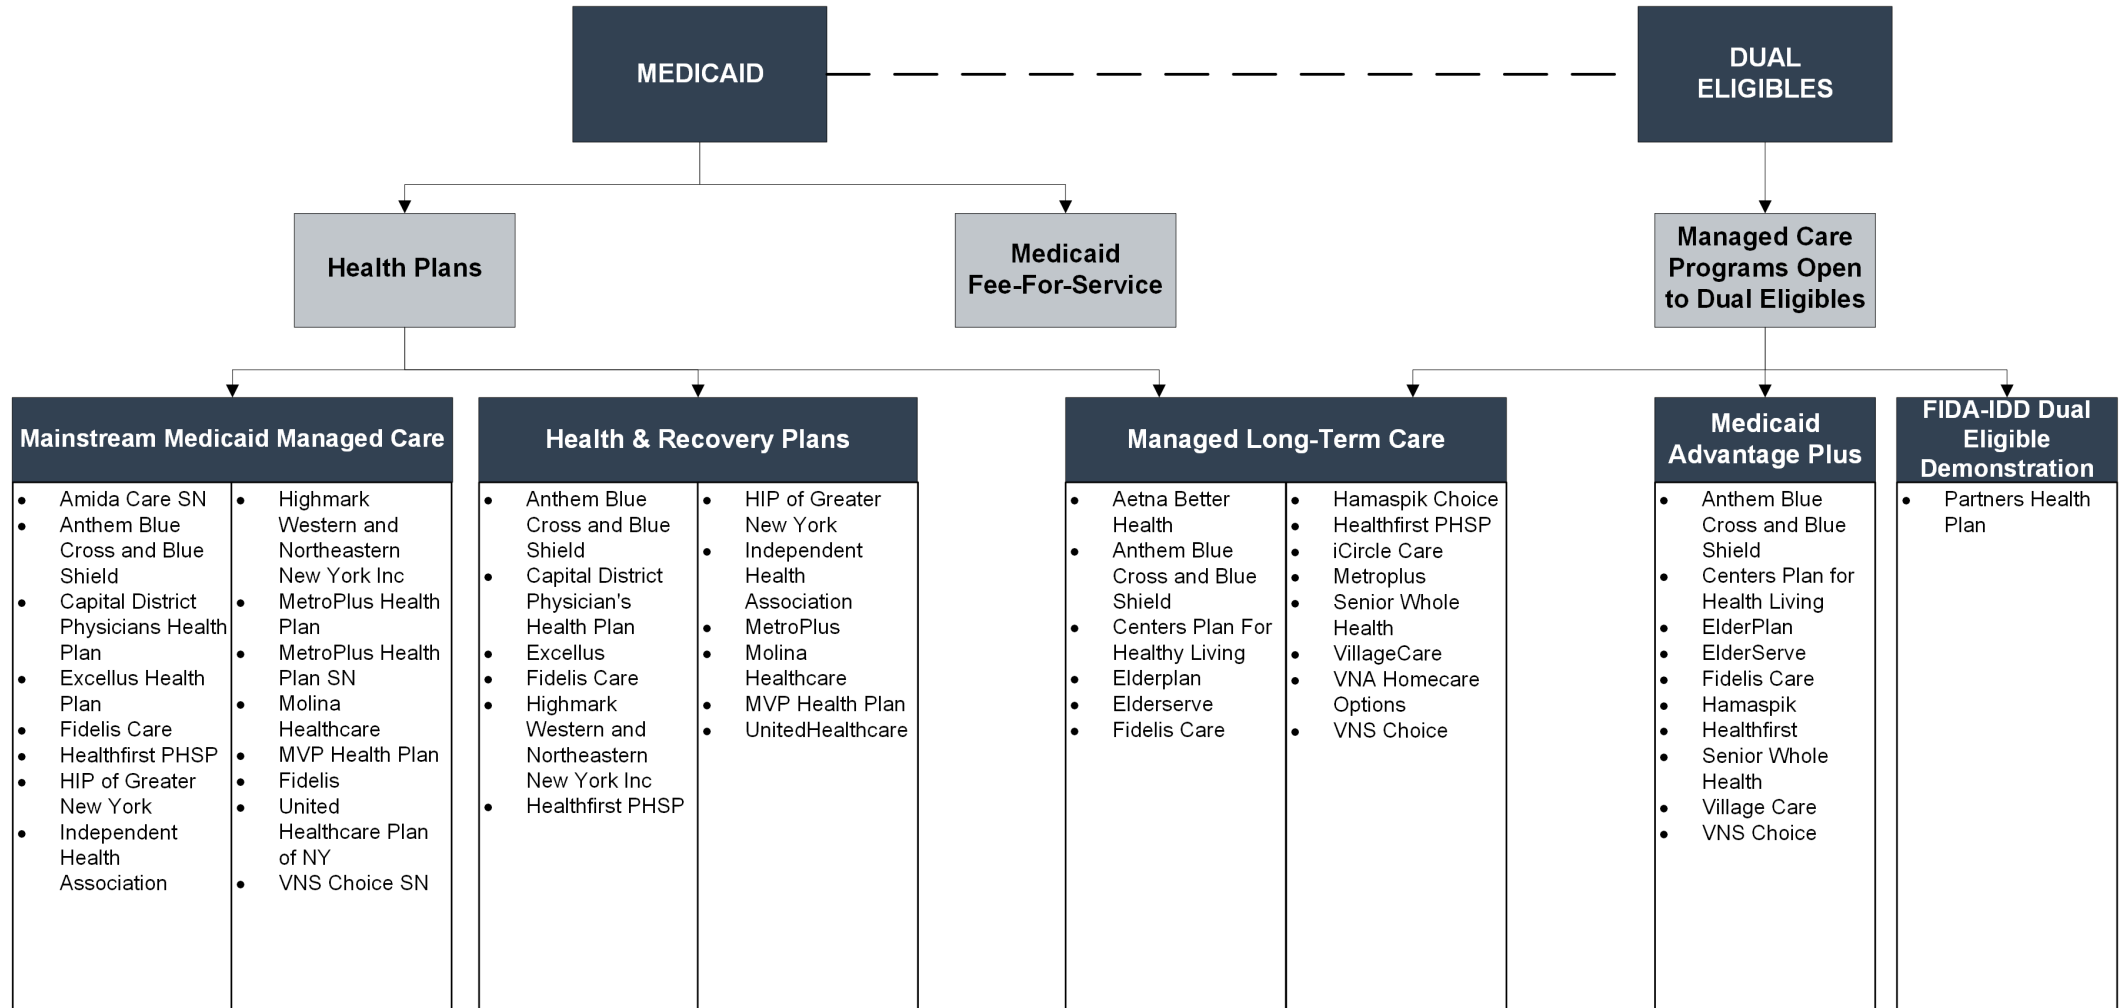 MEDICAID
DUAL
ELIGIBLES
Health Plans
Medicaid
Fee-For-Service
Managed Care
Programs Open
to Dual Eligibles
Mainstream Medicaid Managed Care
Amida Care SN
Anthem Blue
Cross and Blue
Shield
Capital District
Physicians Health
Plan
Excellus Health
Plan
Fidelis Care
Healthfirst PHSP
HIP of Greater
New York
Independent
Health
Association
Highmark
Western and
Northeastern
New York Inc
MetroPlus Health
Plan
MetroPlus Health
Plan SN
Molina
Healthcare
MVP Health Plan
Fidelis
United
Healthcare Plan
of NY
VNS Choice SN
Health & Recovery Plans
Anthem Blue
Cross and Blue
Shield
Capital District
Physician's
Health Plan
Excellus
Fidelis Care
Highmark
Western and
Northeastern
New York Inc
Healthfirst PHSP
HIP of Greater
New York
Independent
Health
Association
MetroPlus
Molina
Healthcare
MVP Health Plan
UnitedHealthcare
Managed Long-Term Care
Aetna Better
Health
Anthem Blue
Cross and Blue
Shield
Centers Plan For
Healthy Living
Elderplan
Elderserve
Fidelis Care
Hamaspik Choice
Healthfirst PHSP
iCircle Care
Metroplus
Senior Whole
Health
VillageCare
VNA Homecare
Options
VNS Choice
Medicaid
Advantage Plus
Anthem Blue
Cross and Blue
Shield
Centers Plan for
Health Living
ElderPlan
ElderServe
Fidelis Care
Hamaspik
Healthfirst
Senior Whole
Health
Village Care
VNS Choice
FIDA-IDD Dual
Eligible
Demonstration
Partners Health
Plan